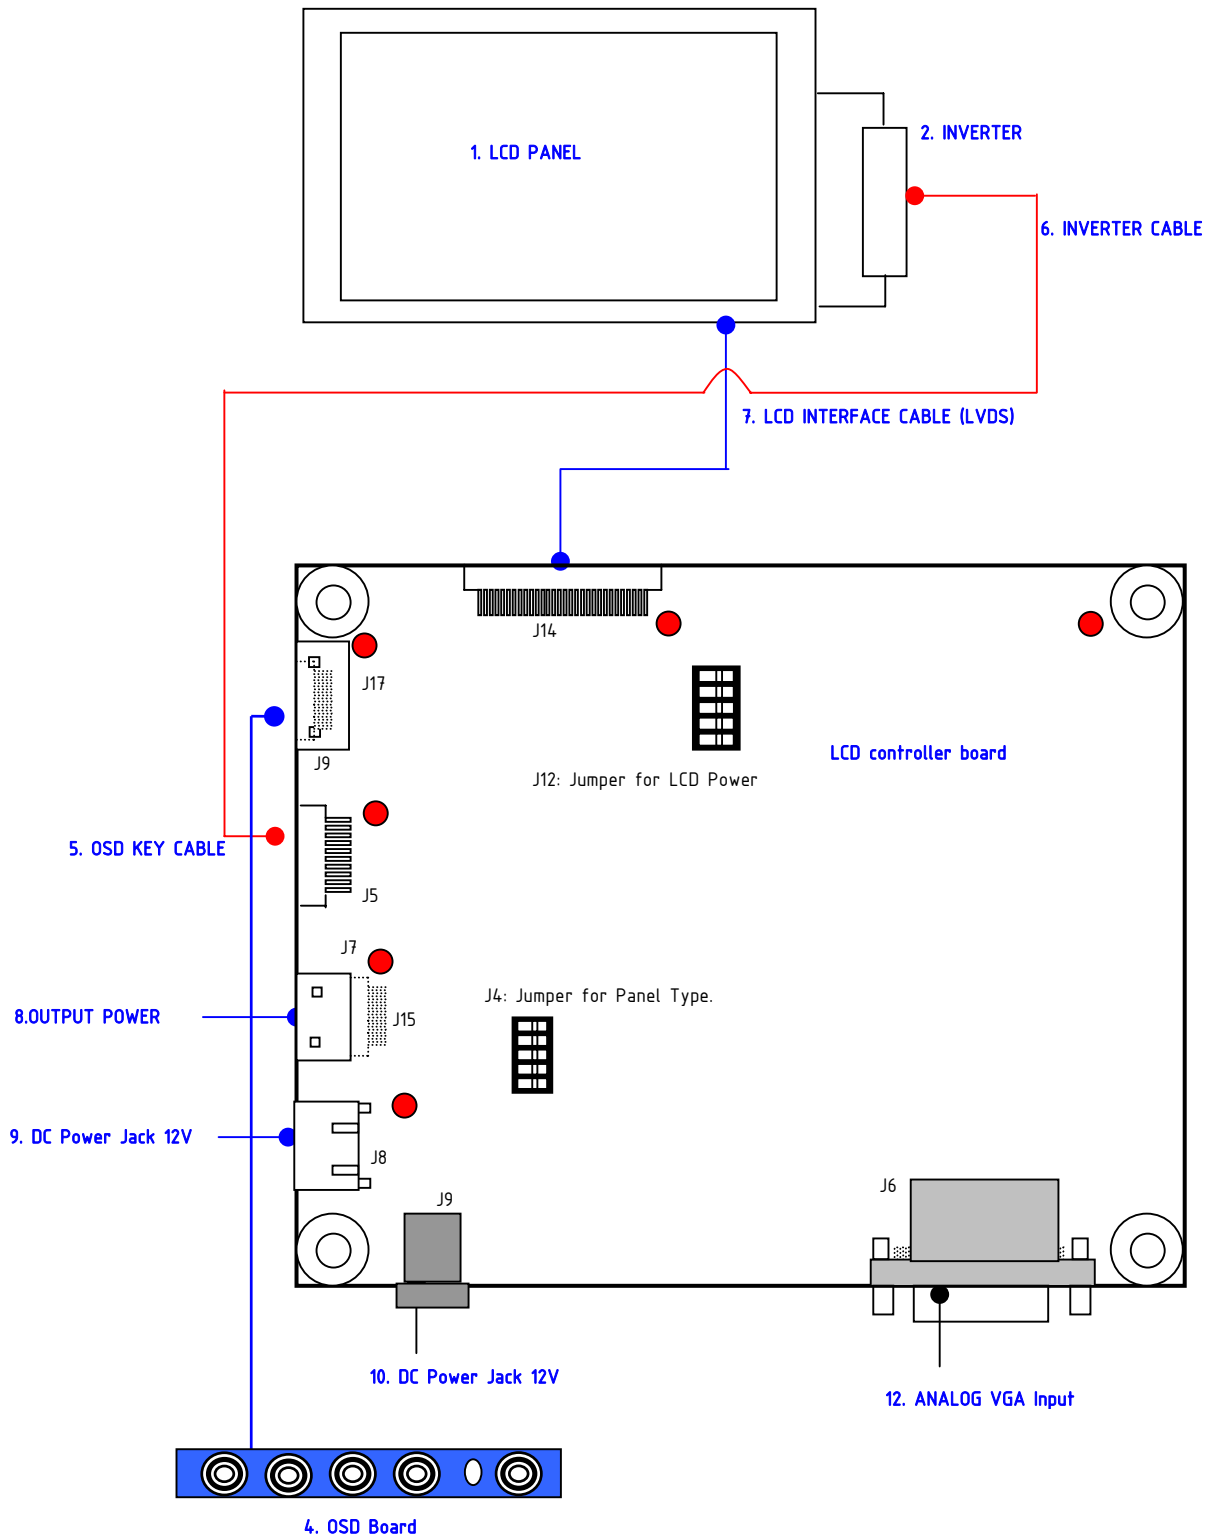 2. INVERTER
1. LCD PANEL
6. INVERTER CABLE
7. LCD INTERFACE CABLE (LVDS)
J14
J17
LCD controller board
J9
J12: Jumper for LCD Power
5. OSD KEY CABLE
J5
J7
J4: Jumper for Panel Type.
8.OUTPUT POWER
J15
9. DC Power Jack 12V
J8
J6
J9
10. DC Power Jack 12V
12. ANALOG VGA Input
4. OSD Board